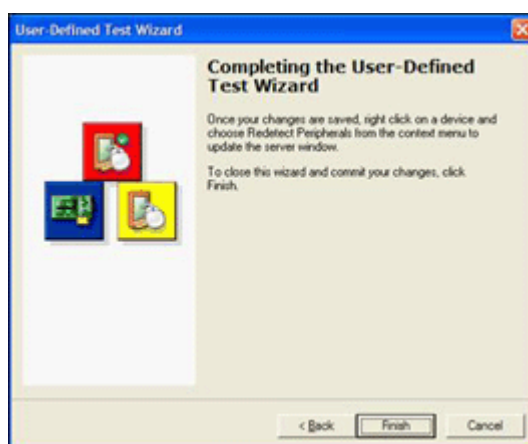 User-Defined Test Wizard
Completing the User-Defined
Test Wizard
Once your changes are saved, right click on a device and
choose Redetect Peripherals from the context menu to
update the server window.
To close this wizard and commit your changes, click
Finish.
< Back
Finish
Cancel